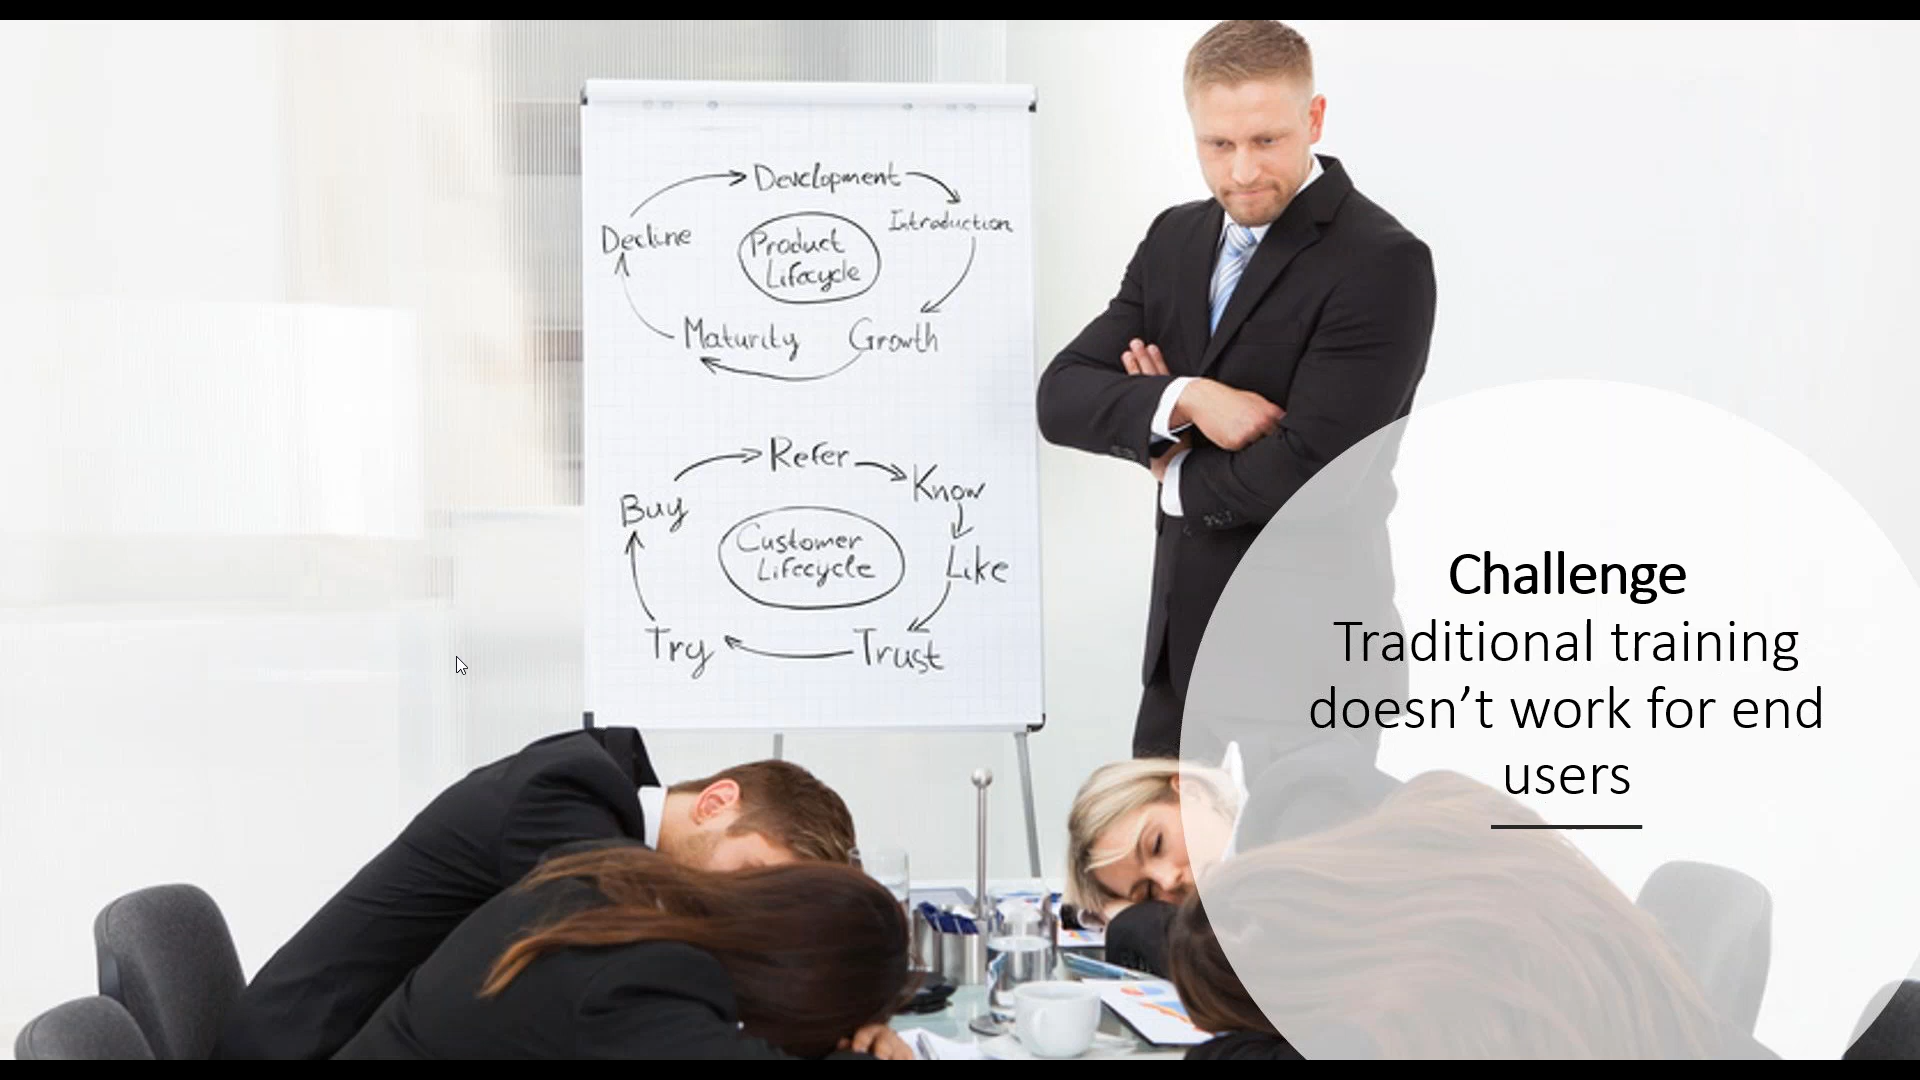 Development
Introduction
Decline
Product
Lifecycle
Maturity
Growth
Refer
Know
Buy
Customer
Lifecycle
Like
Try
Trust
Challenge
Traditional training
doesn’t work for end
users